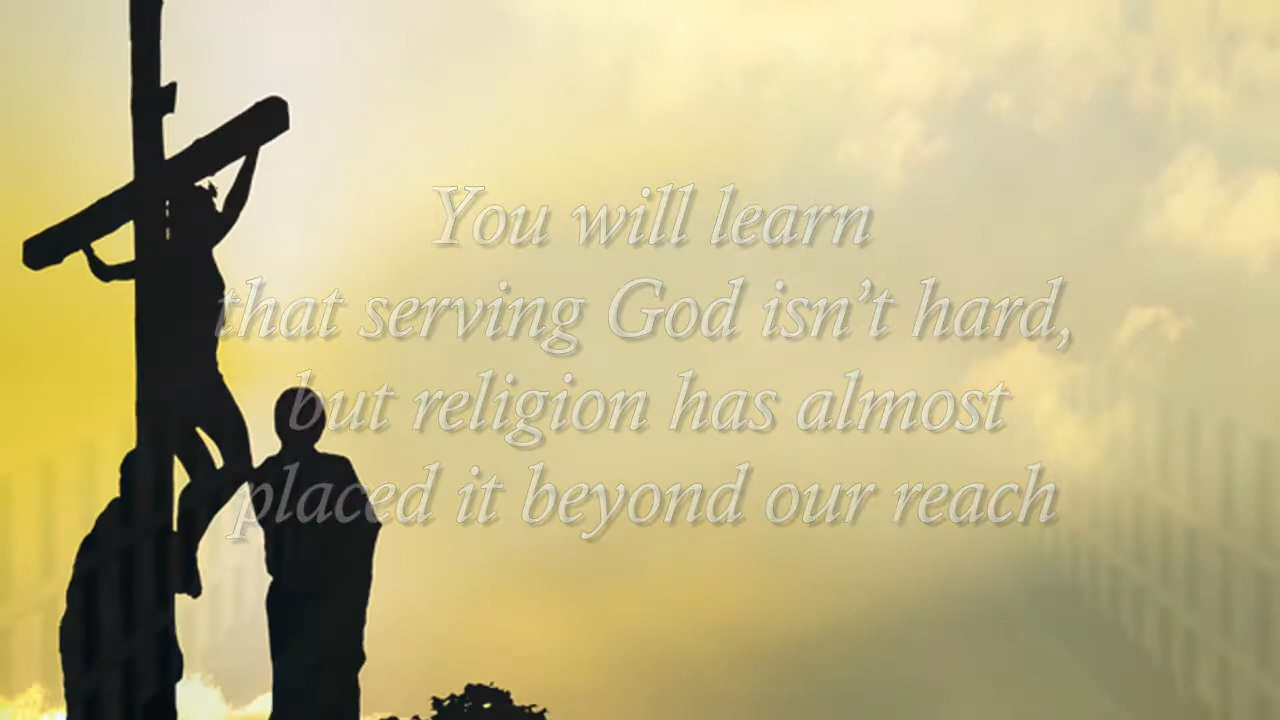 You will learn
that serving God isn’t hard,
but religion has almost
placed it beyond our reach